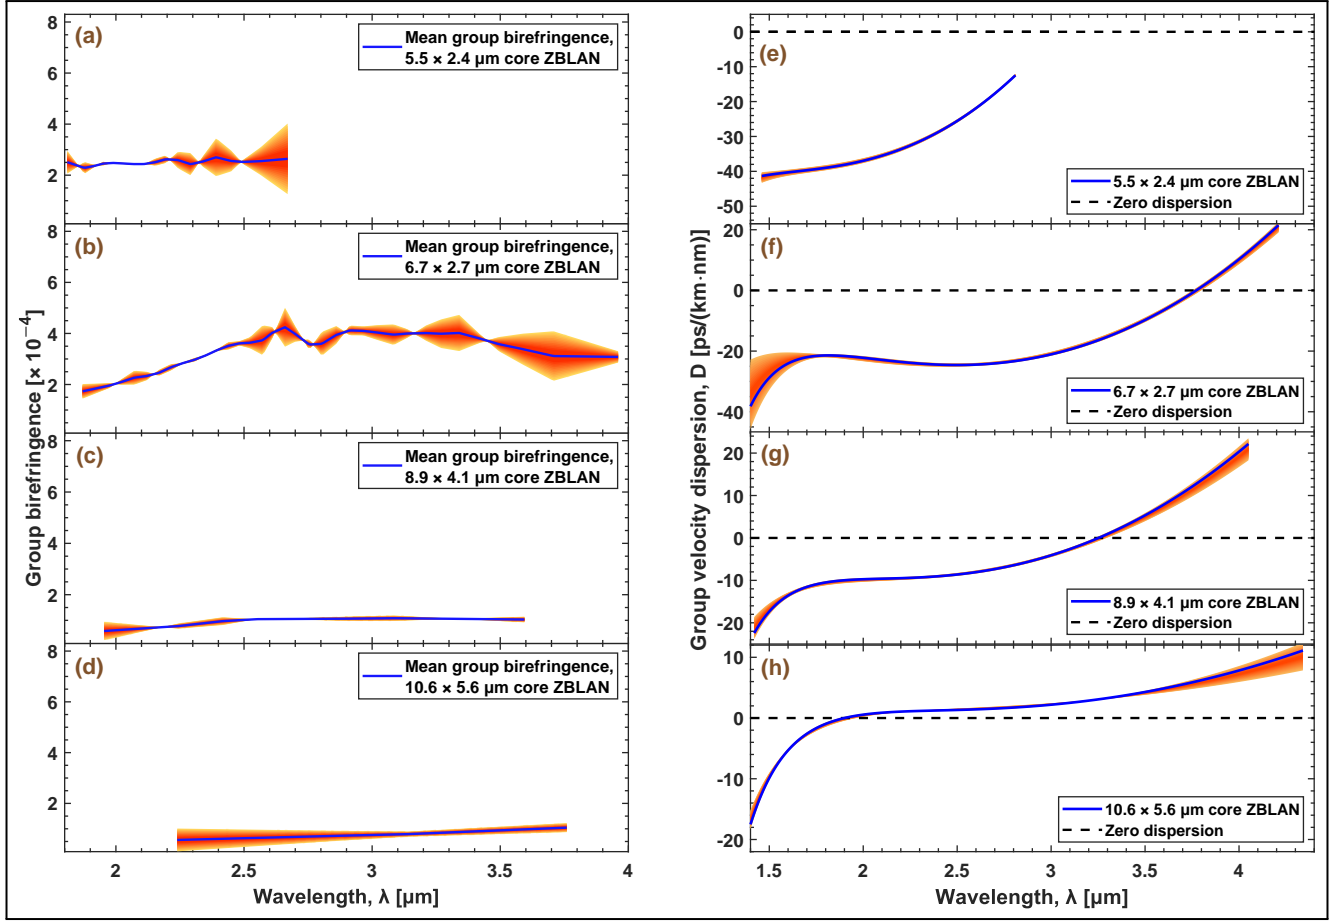 (a)
Mean group birefringence,
5.5 × 2.4 µm core ZBLAN
8
6
4
2
(b)
Mean group birefringence,
6.7 × 2.7 µm core ZBLAN
8
6
4
2
(c)
Mean group birefringence,
8.9 × 4.1 µm core ZBLAN
8
6
4
2
(d)
Mean group birefringence,
10.6 × 5.6 µm core ZBLAN
8
6
4
2
2
2.5
3
3.5
4
Group birefringence [× 10⁻⁴]
Wavelength, λ [µm]
(e)
0
-10
-20
-30
-40
-50
5.5 × 2.4 µm core ZBLAN
Zero dispersion
(f)
20
0
-20
-40
6.7 × 2.7 µm core ZBLAN
Zero dispersion
(g)
20
10
0
-10
-20
8.9 × 4.1 µm core ZBLAN
Zero dispersion
(h)
10
0
-10
-20
10.6 × 5.6 µm core ZBLAN
Zero dispersion
1.5
2
2.5
3
3.5
4
Group velocity dispersion, D [ps/(km·nm)]
Wavelength, λ [µm]